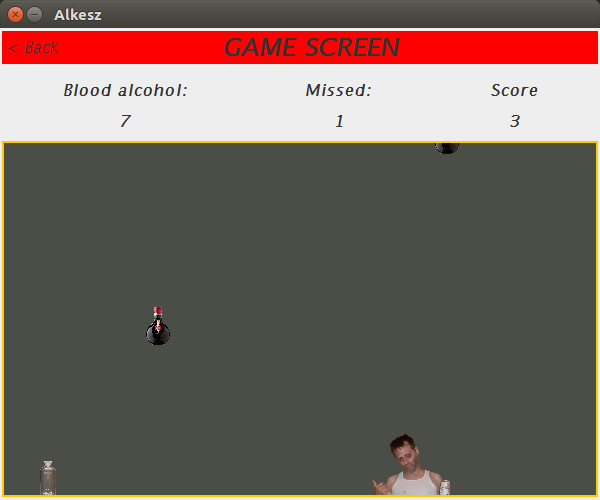 Alkesz
< Back GAME SCREEN
Blood alcohol: Missed: Score
7 1 3